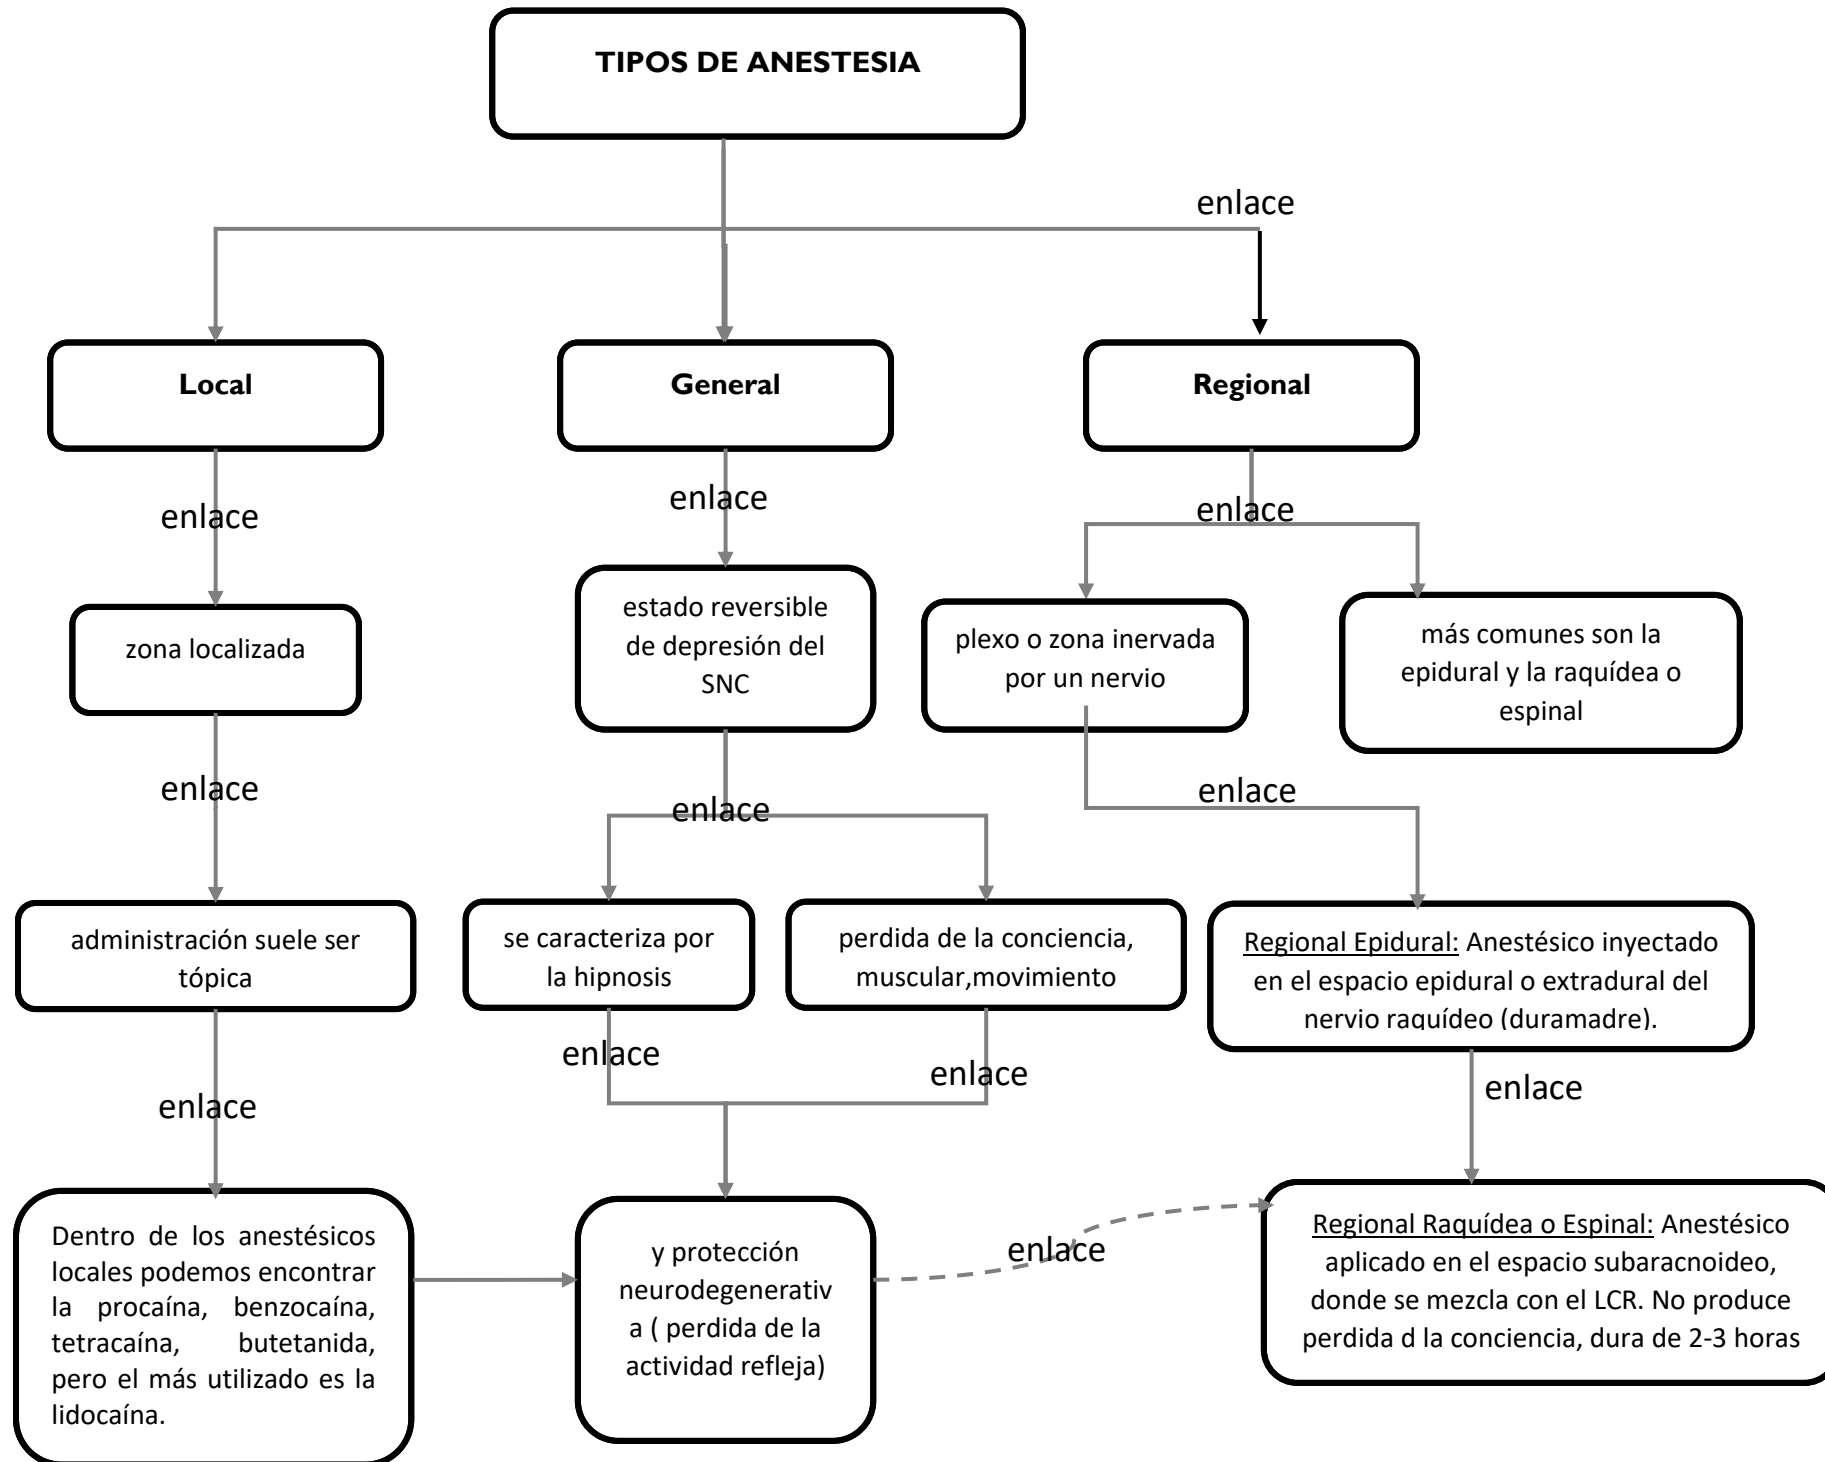 TIPOS DE ANESTESIA
enlace
Local
General
Regional
enlace
enlace
enlace
zona localizada
estado reversible
de depresión del
SNC
plexo o zona inervada
por un nervio
más comunes son la
epidural y la raquídea o
espinal
enlace
enlace
enlace
administración suele ser
tópica
se caracteriza por
la hipnosis
perdida de la conciencia,
muscular,movimiento
Regional Epidural: Anestésico inyectado
en el espacio epidural o extradural del
nervio raquídeo (duramadre).
enlace
enlace
enlace
enlace
Dentro de los anestésicos
locales podemos encontrar
la procaína, benzocaína,
tetracaína, butetanida,
pero el más utilizado es la
lidocaína.
y protección
neurodegenerativ
a ( perdida de la
actividad refleja)
enlace
Regional Raquídea o Espinal: Anestésico
aplicado en el espacio subaracnoideo,
donde se mezcla con el LCR. No produce
perdida d la conciencia, dura de 2-3 horas